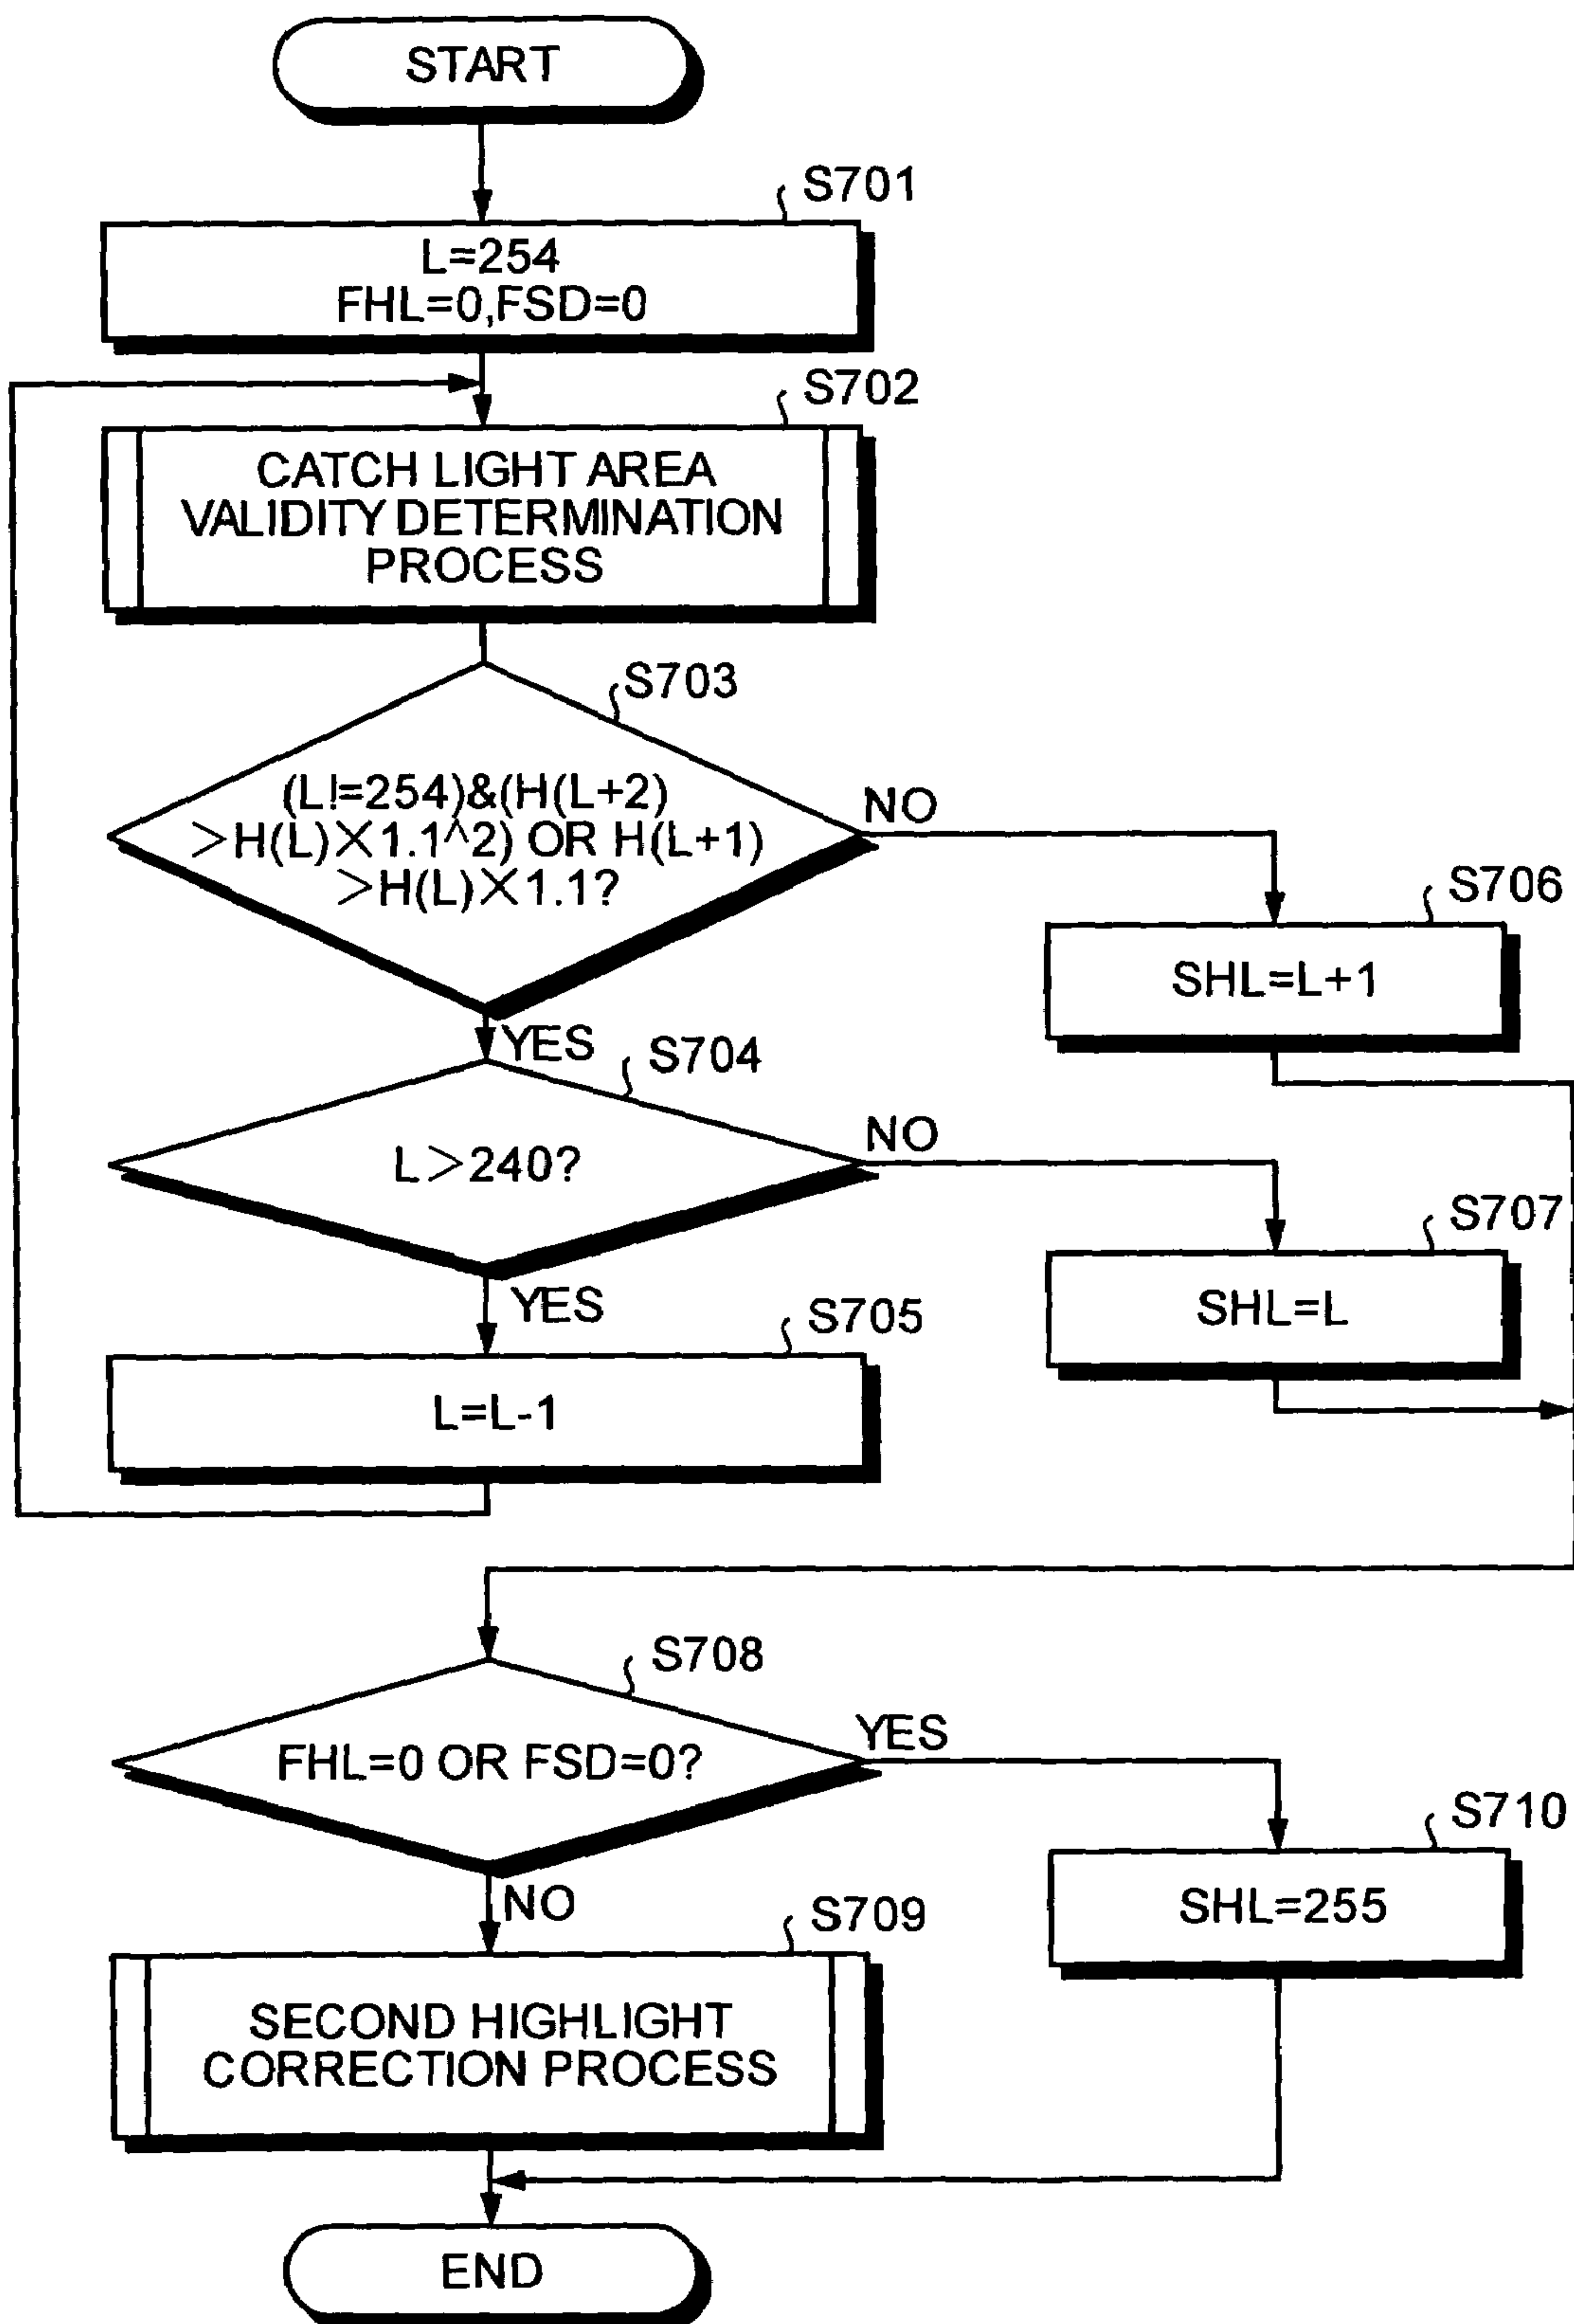 START
S701
L=254
FHL=0,FSD=0
S702
CATCH LIGHT AREA
VALIDITY DETERMINATION
PROCESS
S703
(L!=254)&(H(L+2)
>H(L)×1.1^2) OR H(L+1)
>H(L)×1.1?
NO
S706
SHL=L+1
YES
S704
L>240?
NO
S707
SHL=L
YES
S705
L=L-1
S708
FHL=0 OR FSD=0?
YES
S710
SHL=255
NO
S709
SECOND HIGHLIGHT
CORRECTION PROCESS
END